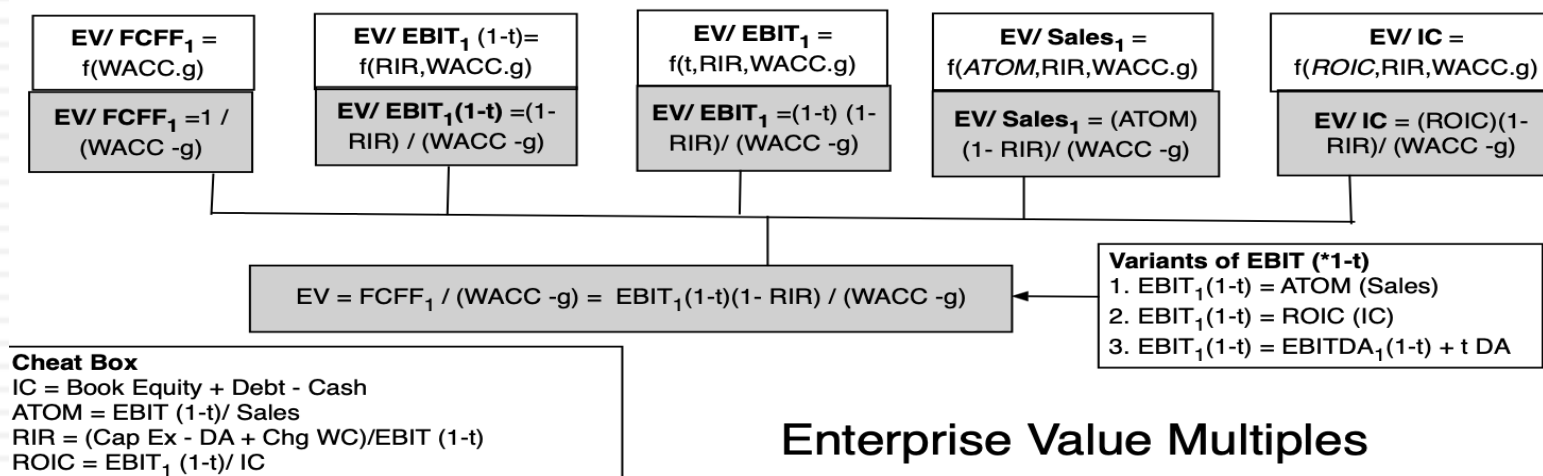 EV/ FCFF₁ =
f(WACC.g)
EV/ FCFF₁ =1 /
(WACC -g)
EV/ EBIT₁ (1-t)=
f(RIR,WACC.g)
EV/ EBIT₁(1-t) =(1-
RIR) / (WACC -g)
EV/ EBIT₁ =
f(t,RIR,WACC.g)
EV/ EBIT₁ =(1-t) (1-
RIR)/ (WACC -g)
EV/ Sales₁ =
f(ATOM,RIR,WACC.g)
EV/ Sales₁ = (ATOM)
(1- RIR)/ (WACC -g)
EV/ IC =
f(ROIC,RIR,WACC.g)
EV/ IC = (ROIC)(1-
RIR)/ (WACC -g)
EV = FCFF₁ / (WACC -g) = EBIT₁(1-t)(1- RIR) / (WACC -g)
Variants of EBIT (*1-t)
1. EBIT₁(1-t) = ATOM (Sales)
2. EBIT₁(1-t) = ROIC (IC)
3. EBIT₁(1-t) = EBITDA₁(1-t) + t DA
Cheat Box
IC = Book Equity + Debt - Cash
ATOM = EBIT (1-t)/ Sales
RIR = (Cap Ex - DA + Chg WC)/EBIT (1-t)
ROIC = EBIT₁ (1-t)/ IC
Enterprise Value Multiples